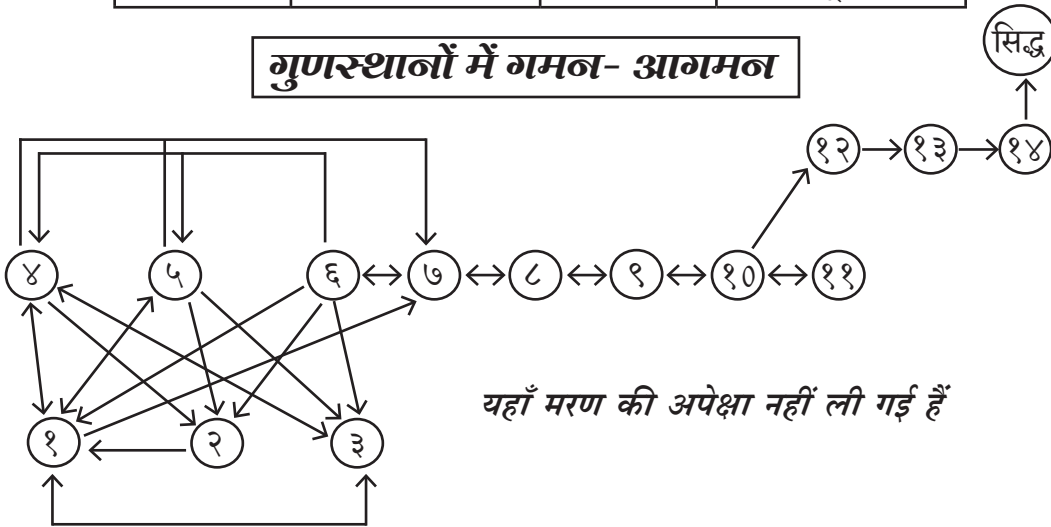 गुणस्थानों में गमन- आगमन
सिद्ध
१२ १३ १४
४ ५ ६ ७ ८ ९ १० ११
यहाँ मरण की अपेक्षा नहीं ली गई हैं
१ २ ३